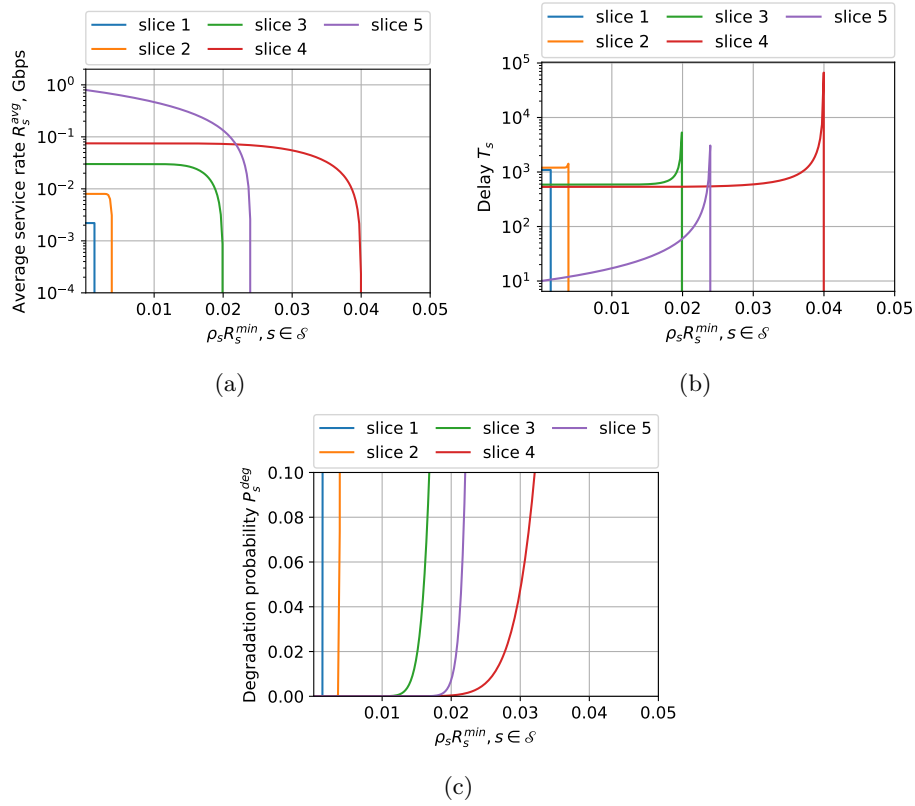 slice 1 slice 3 slice 5
slice 2 slice 4
Average service rate R_s^{avg}, Gbps
10^0
10^{-1}
10^{-2}
10^{-3}
10^{-4}
0.01 0.02 0.03 0.04 0.05
ρ_s R_s^{min}, s ∈ 𝒮
(a)
slice 1 slice 3 slice 5
slice 2 slice 4
Delay T_s
10^5
10^4
10^3
10^2
10^1
0.01 0.02 0.03 0.04 0.05
ρ_s R_s^{min}, s ∈ 𝒮
(b)
slice 1 slice 3 slice 5
slice 2 slice 4
Degradation probability P_s^{deg}
0.10
0.08
0.06
0.04
0.02
0.00
0.01 0.02 0.03 0.04 0.05
ρ_s R_s^{min}, s ∈ 𝒮
(c)